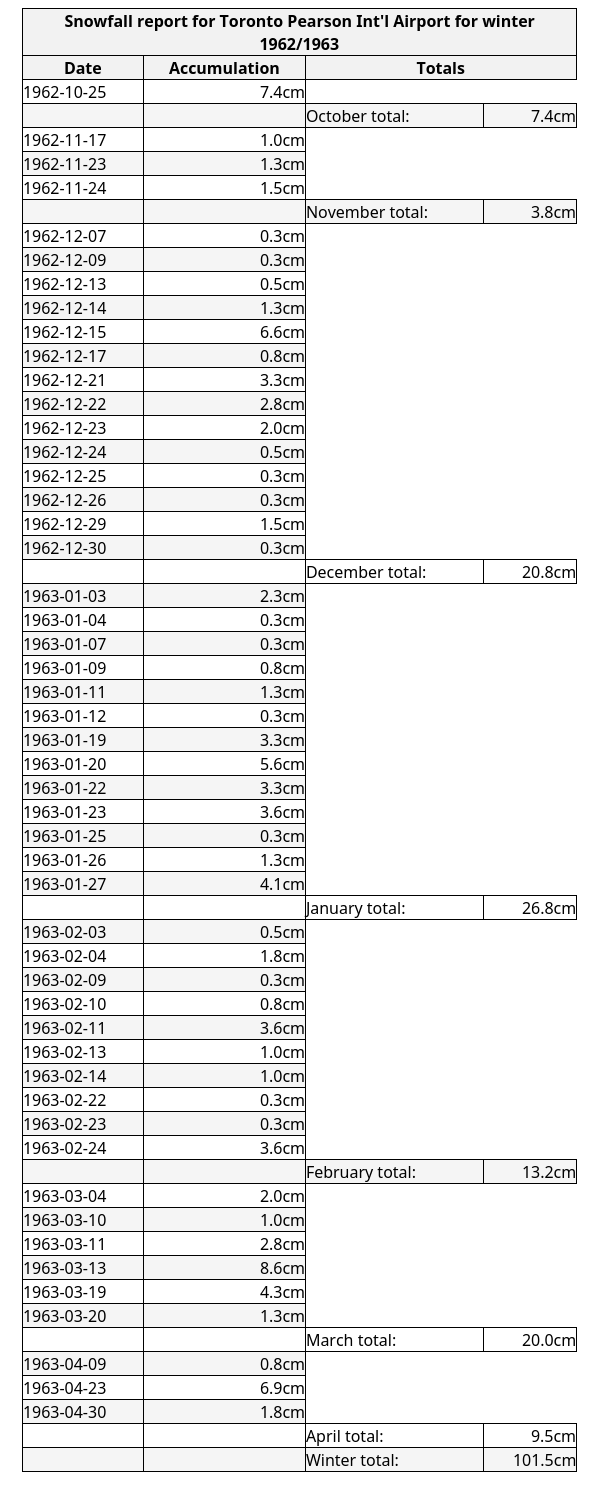 Snowfall report for Toronto Pearson Int'l Airport for winter
1962/1963
Date Accumulation Totals
1962-10-25 7.4cm
October total: 7.4cm
1962-11-17 1.0cm
1962-11-23 1.3cm
1962-11-24 1.5cm
November total: 3.8cm
1962-12-07 0.3cm
1962-12-09 0.3cm
1962-12-13 0.5cm
1962-12-14 1.3cm
1962-12-15 6.6cm
1962-12-17 0.8cm
1962-12-21 3.3cm
1962-12-22 2.8cm
1962-12-23 2.0cm
1962-12-24 0.5cm
1962-12-25 0.3cm
1962-12-26 0.3cm
1962-12-29 1.5cm
1962-12-30 0.3cm
December total: 20.8cm
1963-01-03 2.3cm
1963-01-04 0.3cm
1963-01-07 0.3cm
1963-01-09 0.8cm
1963-01-11 1.3cm
1963-01-12 0.3cm
1963-01-19 3.3cm
1963-01-20 5.6cm
1963-01-22 3.3cm
1963-01-23 3.6cm
1963-01-25 0.3cm
1963-01-26 1.3cm
1963-01-27 4.1cm
January total: 26.8cm
1963-02-03 0.5cm
1963-02-04 1.8cm
1963-02-09 0.3cm
1963-02-10 0.8cm
1963-02-11 3.6cm
1963-02-13 1.0cm
1963-02-14 1.0cm
1963-02-22 0.3cm
1963-02-23 0.3cm
1963-02-24 3.6cm
February total: 13.2cm
1963-03-04 2.0cm
1963-03-10 1.0cm
1963-03-11 2.8cm
1963-03-13 8.6cm
1963-03-19 4.3cm
1963-03-20 1.3cm
March total: 20.0cm
1963-04-09 0.8cm
1963-04-23 6.9cm
1963-04-30 1.8cm
April total: 9.5cm
Winter total: 101.5cm